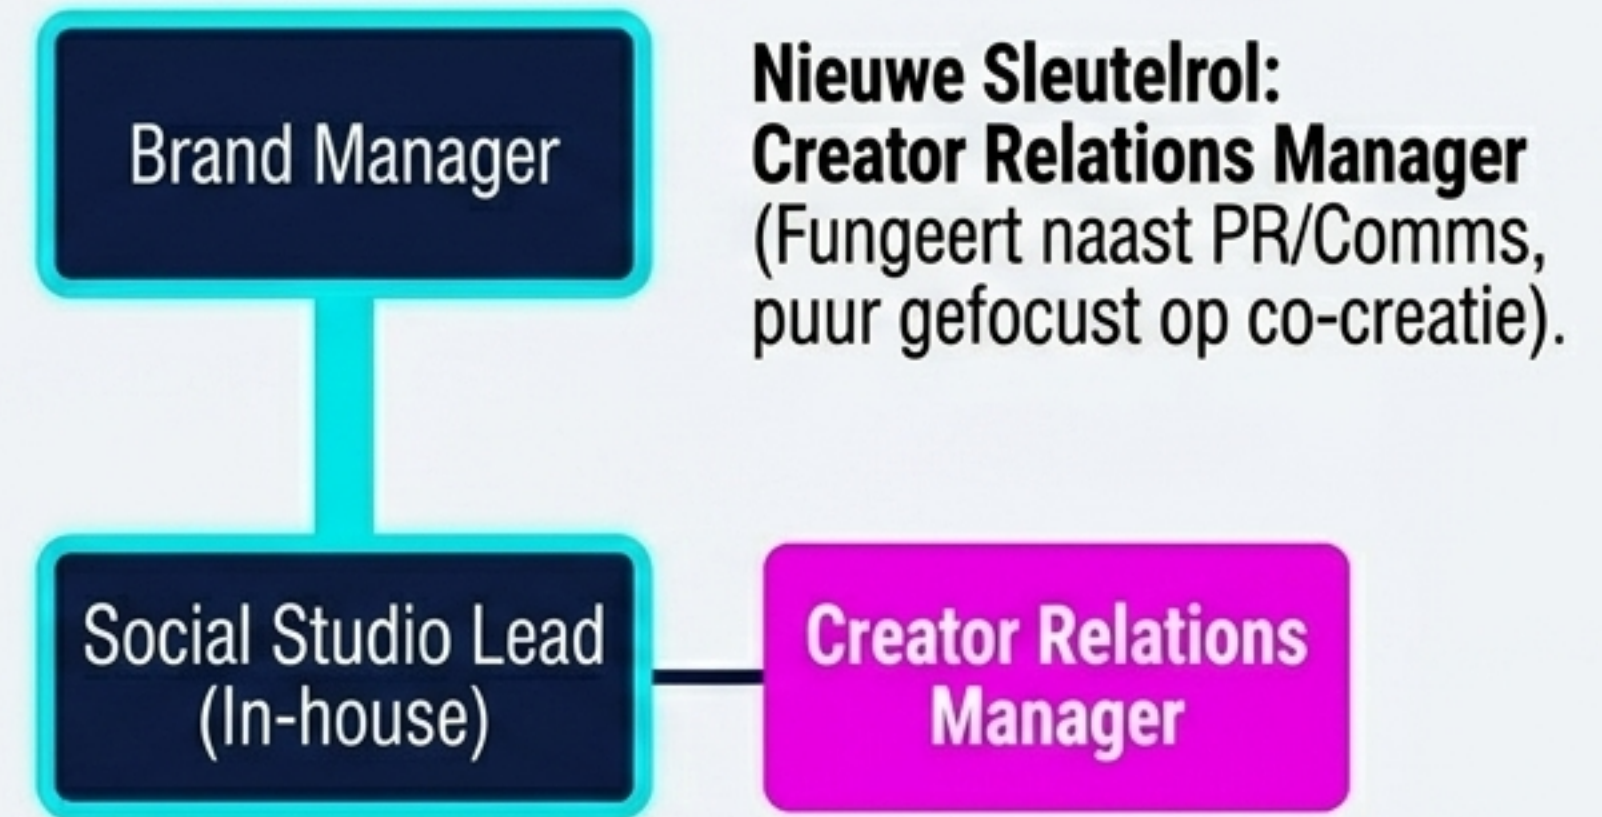 Brand Manager
Nieuwe Sleutelrol:
Creator Relations Manager
(Fungeert naast PR/Comms,
puur gefocust op co-creatie).
Social Studio Lead
(In-house)
Creator Relations
Manager